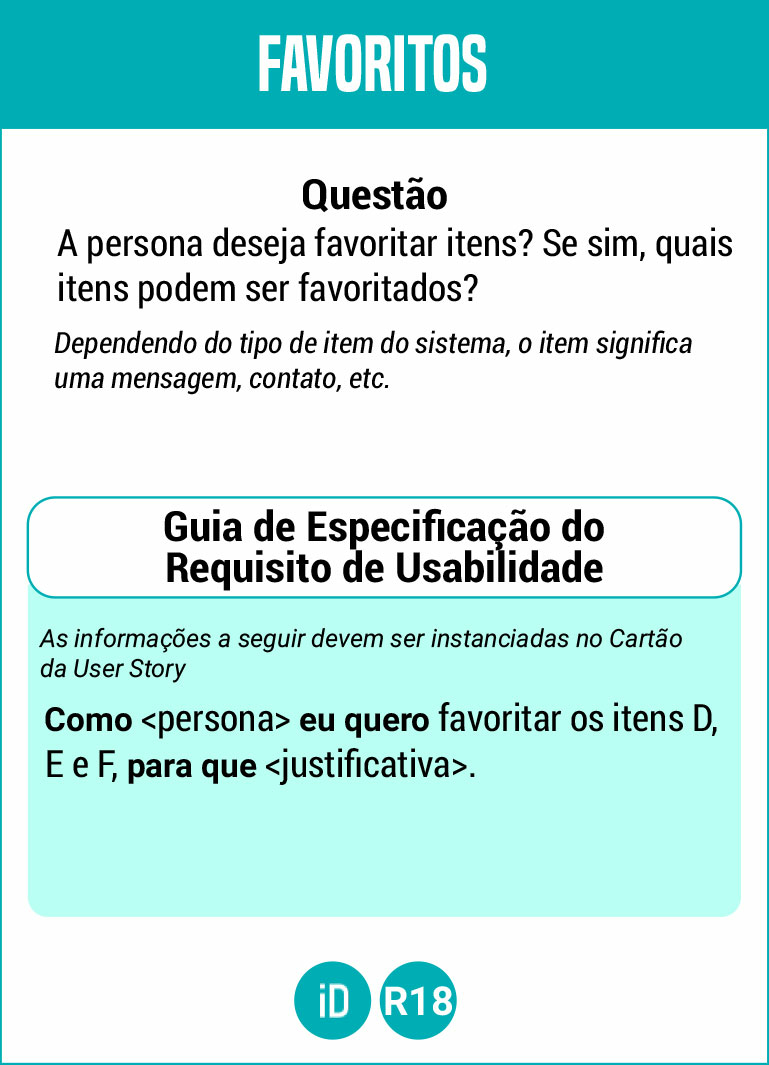 FAVORITOS
Questão
A persona deseja favoritar itens? Se sim, quais
itens podem ser favoritados?
Dependendo do tipo de item do sistema, o item significa
uma mensagem, contato, etc.
Guia de Especificação do
Requisito de Usabilidade
As informações a seguir devem ser instanciadas no Cartão
da User Story
Como <persona> eu quero favoritar os itens D,
E e F, para que <justificativa>.
iD R18